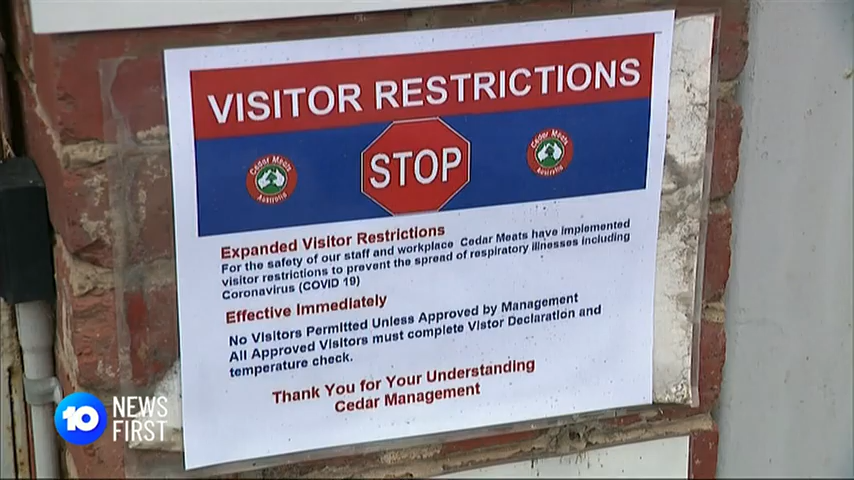 VISITOR RESTRICTIONS
Cedar Meats
Australia
STOP
Cedar Meats
Australia
Expanded Visitor Restrictions
For the safety of our staff and workplace Cedar Meats have implemented
visitor restrictions to prevent the spread of respiratory illnesses including
Coronavirus (COVID 19)
Effective Immediately
No Visitors Permitted Unless Approved by Management
All Approved Visitors must complete Vistor Declaration and
temperature check.
Thank You for Your Understanding
Cedar Management
10 NEWS
FIRST